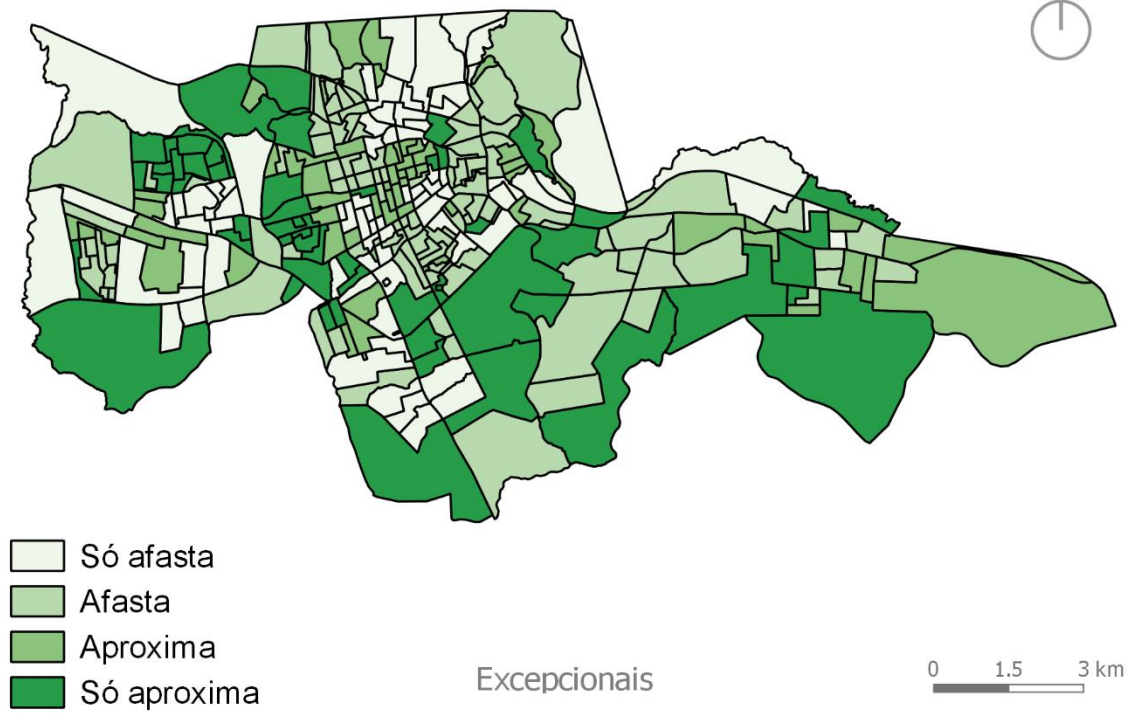 Só afasta
Afasta
Aproxima
Só aproxima
Excepcionais
0 1.5 3 km